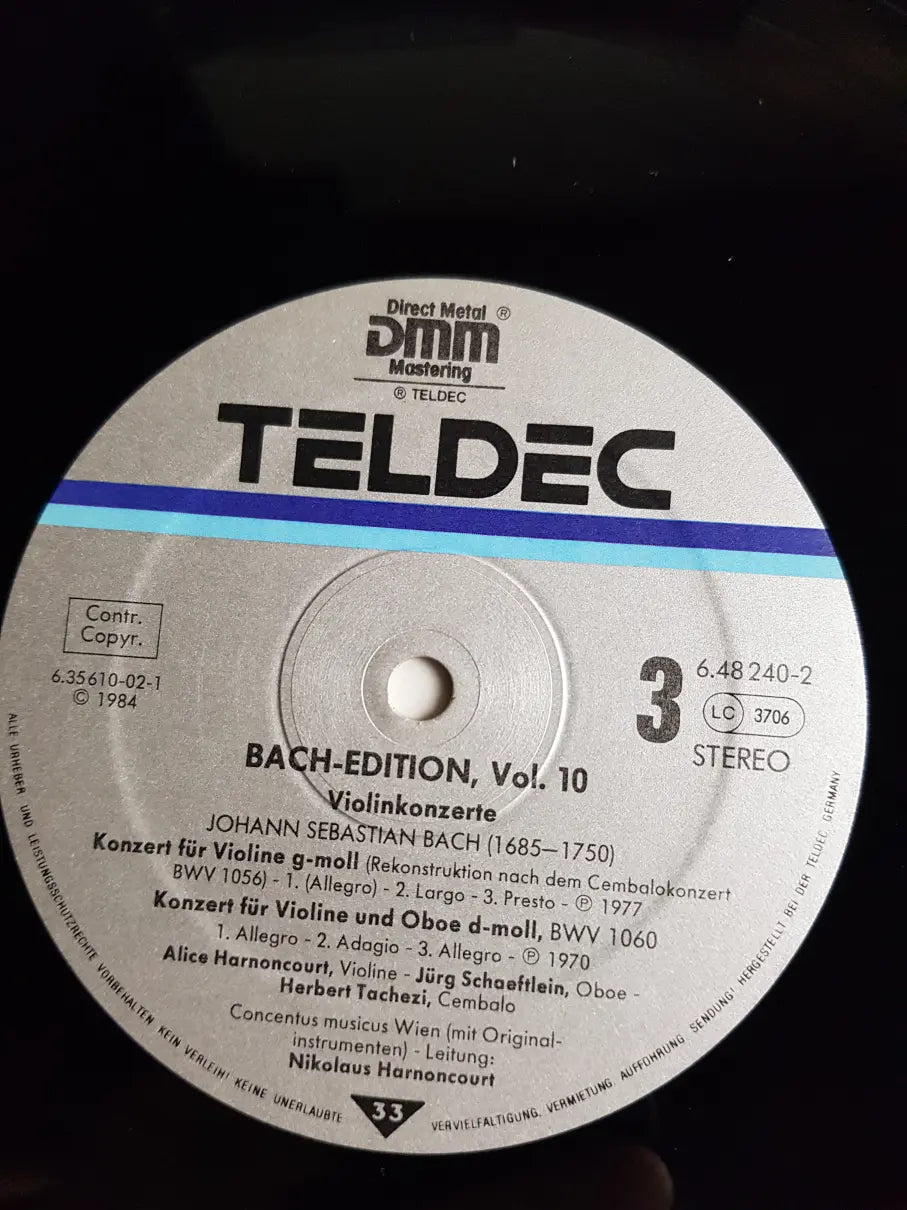 Direct Metal ®
DMM
Mastering
® TELDEC
TELDEC
Contr.
Copyr.
6.35610-02-1
© 1984
3
6.48240-2
LC 3706
STEREO
BACH-EDITION, Vol. 10
Violinkonzerte
JOHANN SEBASTIAN BACH (1685–1750)
Konzert für Violine g-moll (Rekonstruktion nach dem Cembalokonzert
BWV 1056) - 1. (Allegro) - 2. Largo - 3. Presto - ℗ 1977
Konzert für Violine und Oboe d-moll, BWV 1060
1. Allegro - 2. Adagio - 3. Allegro - ℗ 1970
Alice Harnoncourt, Violine - Jürg Schaeftlein, Oboe -
Herbert Tachezi, Cembalo
Concentus musicus Wien (mit Original-
instrumenten) - Leitung:
Nikolaus Harnoncourt
33
ALLE URHEBER UND LEISTUNGSSCHUTZRECHTE VORBEHALTEN KEIN VERLEIH! KEINE UNERLAUBTE VERVIELFÄLTIGUNG, VERMIETUNG, AUFFÜHRUNG, SENDUNG! HERGESTELLT BEI DER TELDEC GERMANY